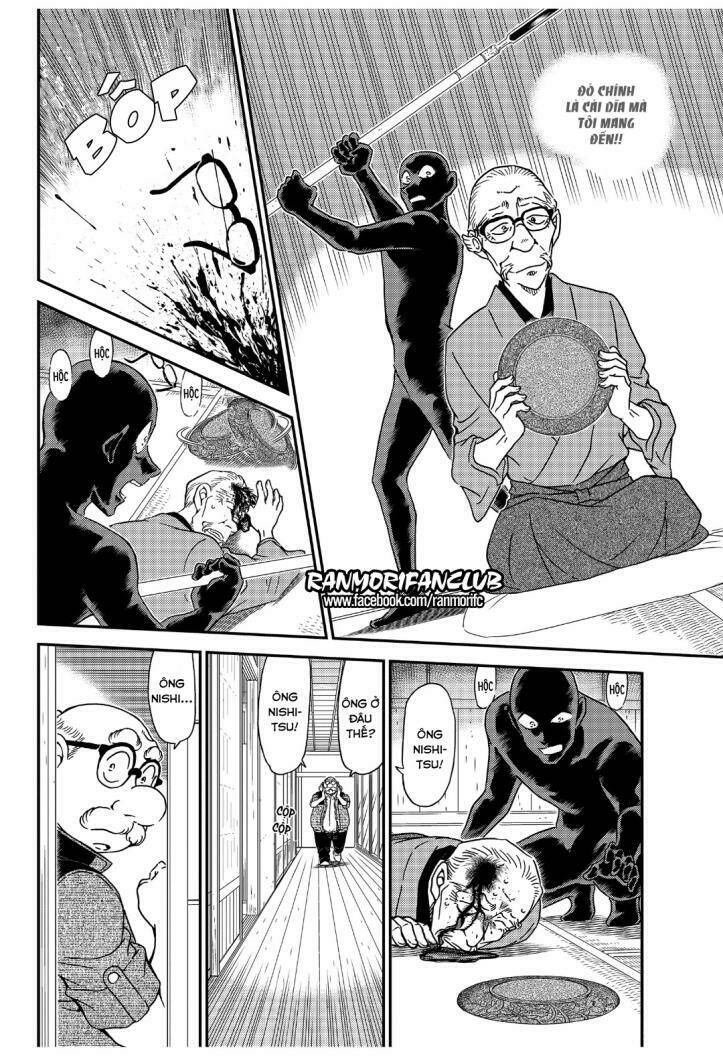 ĐÓ CHÍNH
LÀ CÁI DĨA MÀ
TÔI MANG
ĐẾN!!
BỐP
HỘC
HỘC
HỘC
HỘC
RANMORIFANCLUB
www.facebook.com/ranmorifc
HỘC
HỘC
ÔNG
NISHI-
TSU!
ÔNG Ở
ĐÂU
THẾ?
ÔNG
NISHI-
TSU!
CỘP
CỘP
ÔNG
NISHI...